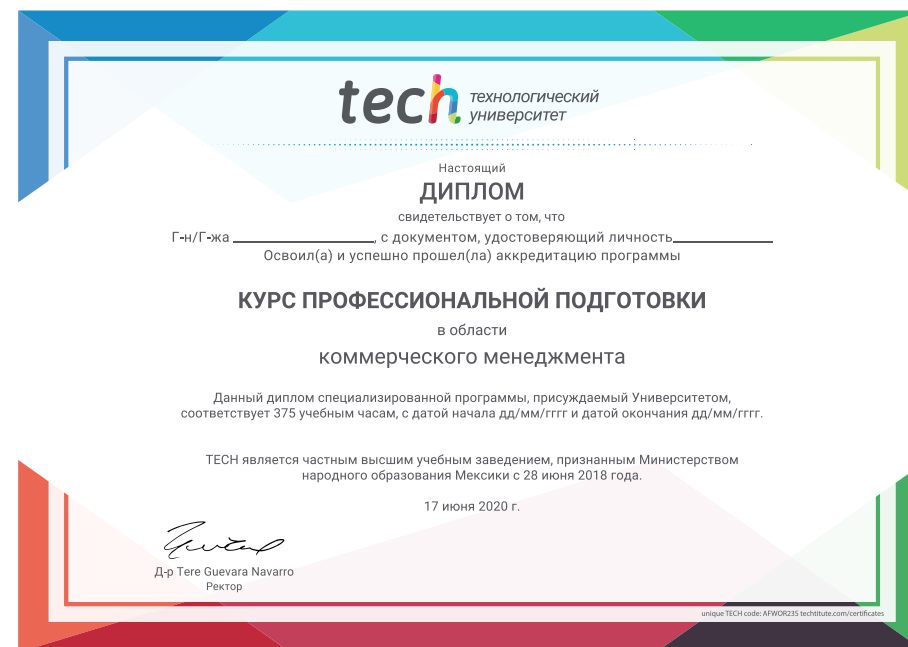 tech технологический
университет
Настоящий
ДИПЛОМ
свидетельствует о том, что
Г-н/Г-жа ____________________, с документом, удостоверяющий личность______________
Освоил(а) и успешно прошел(ла) аккредитацию программы
КУРС ПРОФЕССИОНАЛЬНОЙ ПОДГОТОВКИ
в области
коммерческого менеджмента
Данный диплом специализированной программы, присуждаемый Университетом,
соответствует 375 учебным часам, с датой начала дд/мм/гггг и датой окончания дд/мм/гггг.
TECH является частным высшим учебным заведением, признанным Министерством
народного образования Мексики с 28 июня 2018 года.
17 июня 2020 г.
Д-р Tere Guevara Navarro
Ректор
unique TECH code: AFWOR23S techtitute.com/certificates